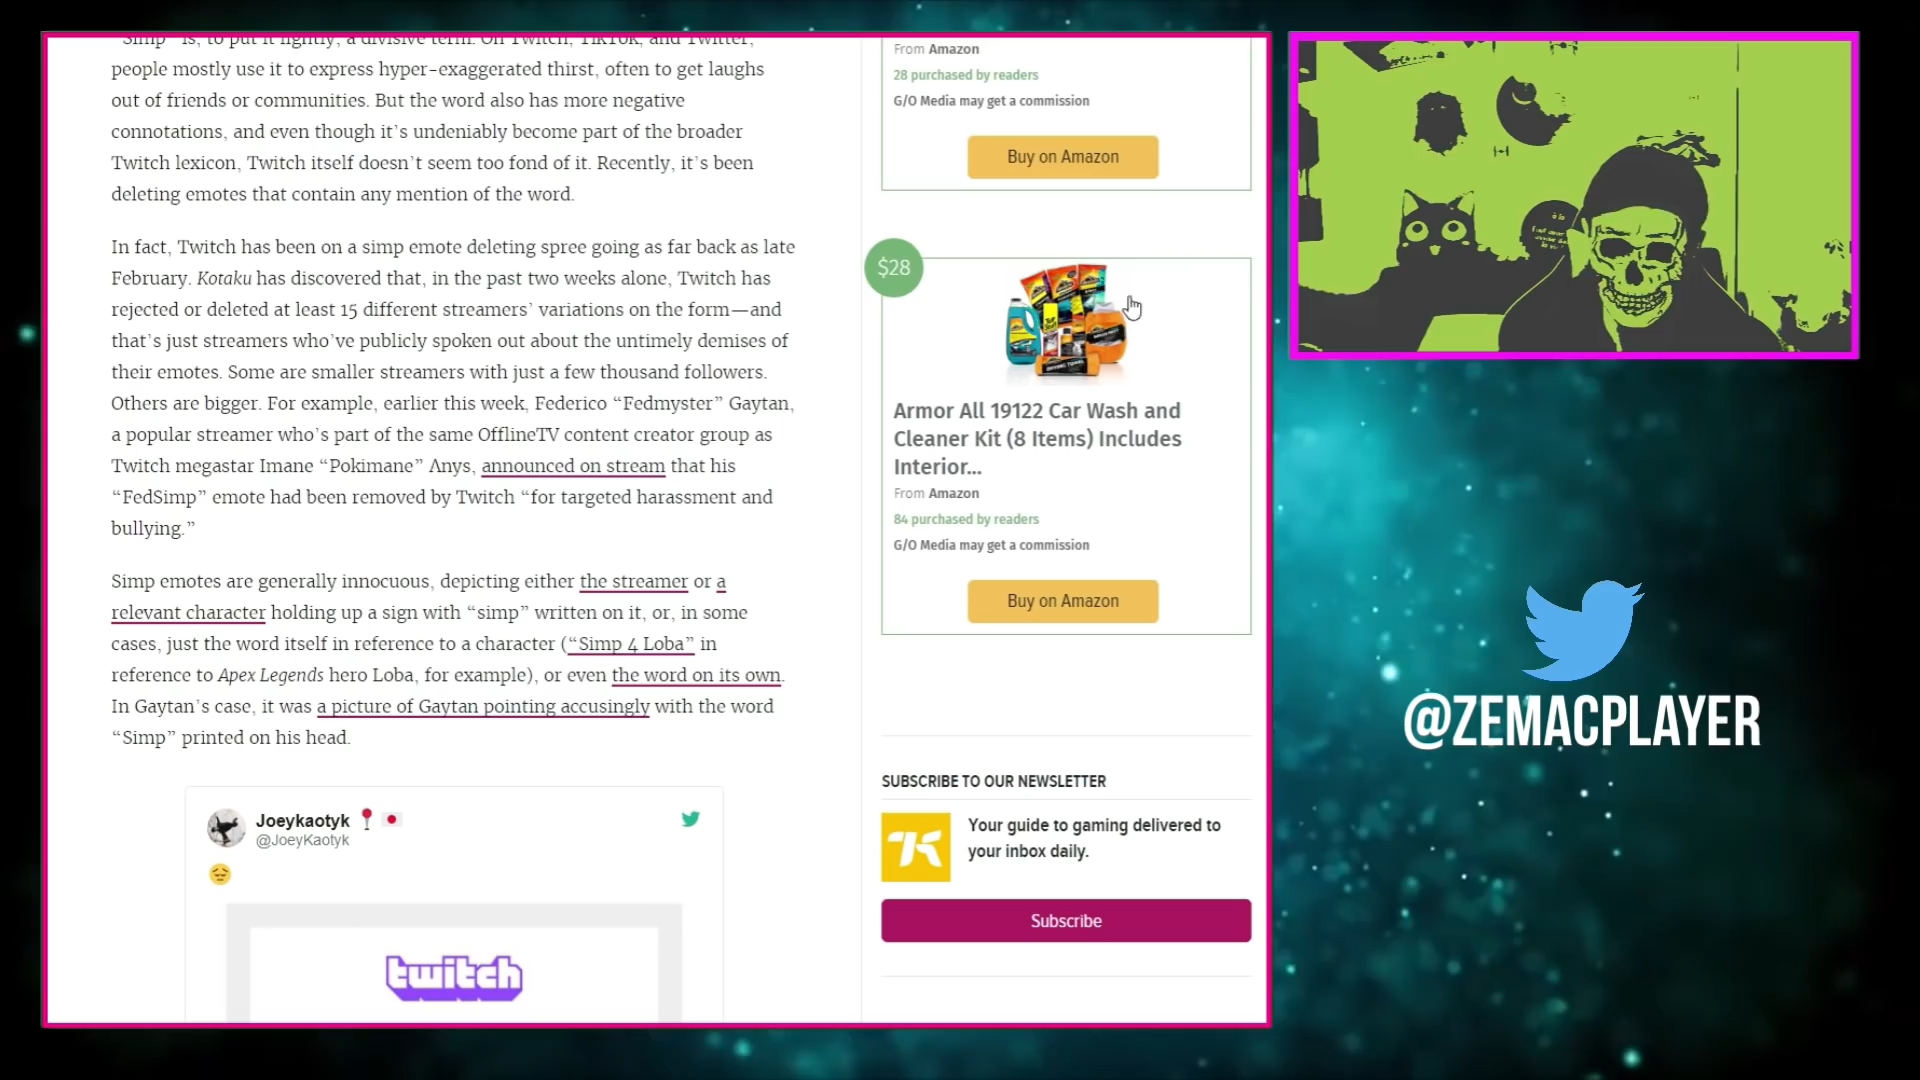 "Simp" is, to put it lightly, a divisive term. On Twitch, TikTok, and Twitter,
people mostly use it to express hyper-exaggerated thirst, often to get laughs
out of friends or communities. But the word also has more negative
connotations, and even though it's undeniably become part of the broader
Twitch lexicon, Twitch itself doesn't seem too fond of it. Recently, it's been
deleting emotes that contain any mention of the word.
In fact, Twitch has been on a simp emote deleting spree going as far back as late
February. Kotaku has discovered that, in the past two weeks alone, Twitch has
rejected or deleted at least 15 different streamers' variations on the form—and
that's just streamers who've publicly spoken out about the untimely demises of
their emotes. Some are smaller streamers with just a few thousand followers.
Others are bigger. For example, earlier this week, Federico "Fedmyster" Gaytan,
a popular streamer who's part of the same OfflineTV content creator group as
Twitch megastar Imane "Pokimane" Anys, announced on stream that his
"FedSimp" emote had been removed by Twitch "for targeted harassment and
bullying."
Simp emotes are generally innocuous, depicting either the streamer or a
relevant character holding up a sign with "simp" written on it, or, in some
cases, just the word itself in reference to a character ("Simp 4 Loba" in
reference to Apex Legends hero Loba, for example), or even the word on its own.
In Gaytan's case, it was a picture of Gaytan pointing accusingly with the word
"Simp" printed on his head.
Joeykaotyk
@JoeyKaotyk
twitch
From Amazon
28 purchased by readers
G/O Media may get a commission
Buy on Amazon
$28
Armor All 19122 Car Wash and
Cleaner Kit (8 Items) Includes
Interior...
From Amazon
84 purchased by readers
G/O Media may get a commission
Buy on Amazon
SUBSCRIBE TO OUR NEWSLETTER
Your guide to gaming delivered to
your inbox daily.
Subscribe
@ZEMACPLAYER